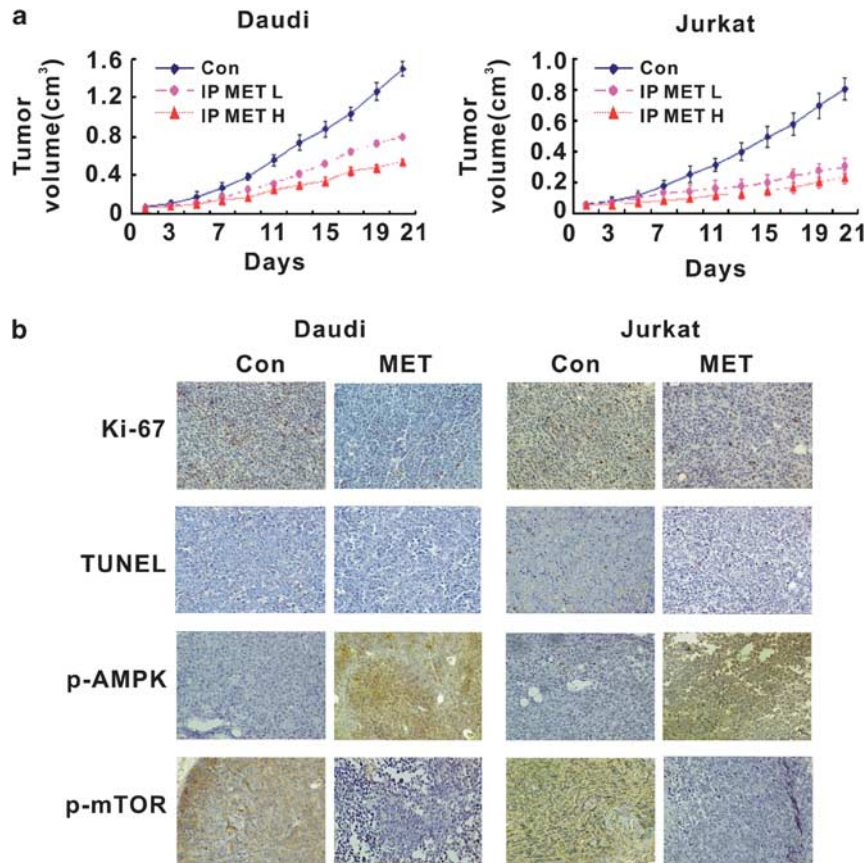 a
Daudi
Tumor volume(cm³)
1.6
1.2
0.8
0.4
0
Con
IP MET L
IP MET H
0 3 7 11 15 19 21
Days
Jurkat
Tumor volume(cm³)
1.0
0.8
0.6
0.4
0.2
0
Con
IP MET L
IP MET H
0 3 7 11 15 19 21
Days
b
Daudi Jurkat
Con MET Con MET
Ki-67
TUNEL
p-AMPK
p-mTOR